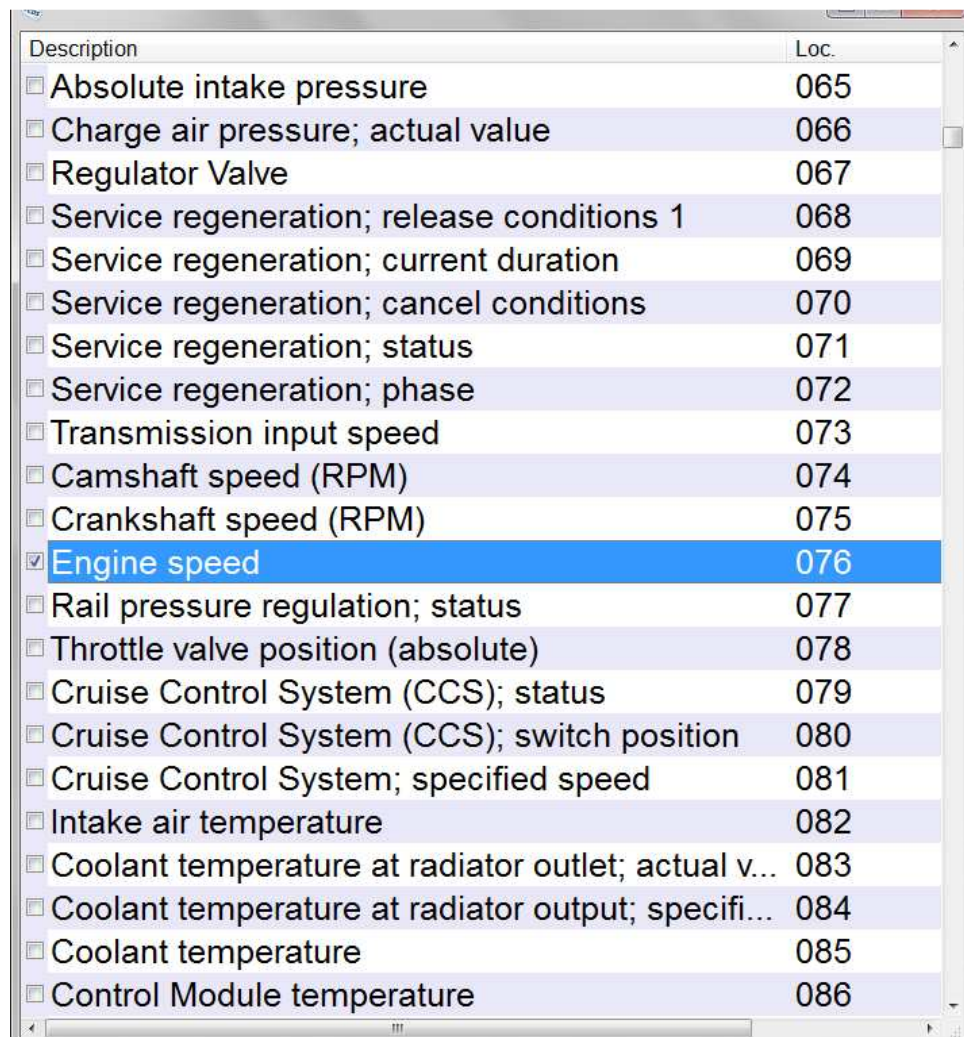 Description Loc.
Absolute intake pressure 065
Charge air pressure; actual value 066
Regulator Valve 067
Service regeneration; release conditions 1 068
Service regeneration; current duration 069
Service regeneration; cancel conditions 070
Service regeneration; status 071
Service regeneration; phase 072
Transmission input speed 073
Camshaft speed (RPM) 074
Crankshaft speed (RPM) 075
Engine speed 076
Rail pressure regulation; status 077
Throttle valve position (absolute) 078
Cruise Control System (CCS); status 079
Cruise Control System (CCS); switch position 080
Cruise Control System; specified speed 081
Intake air temperature 082
Coolant temperature at radiator outlet; actual v... 083
Coolant temperature at radiator output; specifi... 084
Coolant temperature 085
Control Module temperature 086